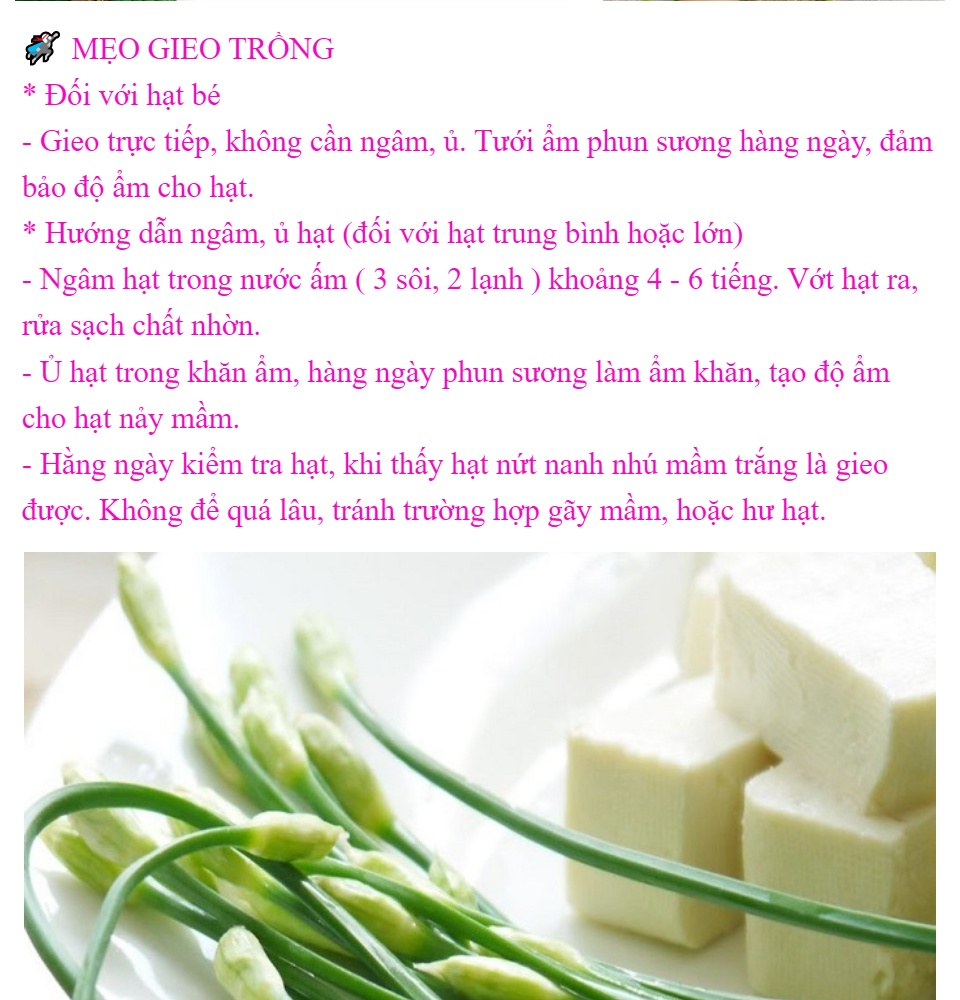 MẸO GIEO TRỒNG
* Đối với hạt bé
- Gieo trực tiếp, không cần ngâm, ủ. Tưới ẩm phun sương hàng ngày, đảm
bảo độ ẩm cho hạt.
* Hướng dẫn ngâm, ủ hạt (đối với hạt trung bình hoặc lớn)
- Ngâm hạt trong nước ấm ( 3 sôi, 2 lạnh ) khoảng 4 - 6 tiếng. Vớt hạt ra,
rửa sạch chất nhờn.
- Ủ hạt trong khăn ẩm, hàng ngày phun sương làm ẩm khăn, tạo độ ẩm
cho hạt nảy mầm.
- Hằng ngày kiểm tra hạt, khi thấy hạt nứt nanh nhú mầm trắng là gieo
được. Không để quá lâu, tránh trường hợp gãy mầm, hoặc hư hạt.